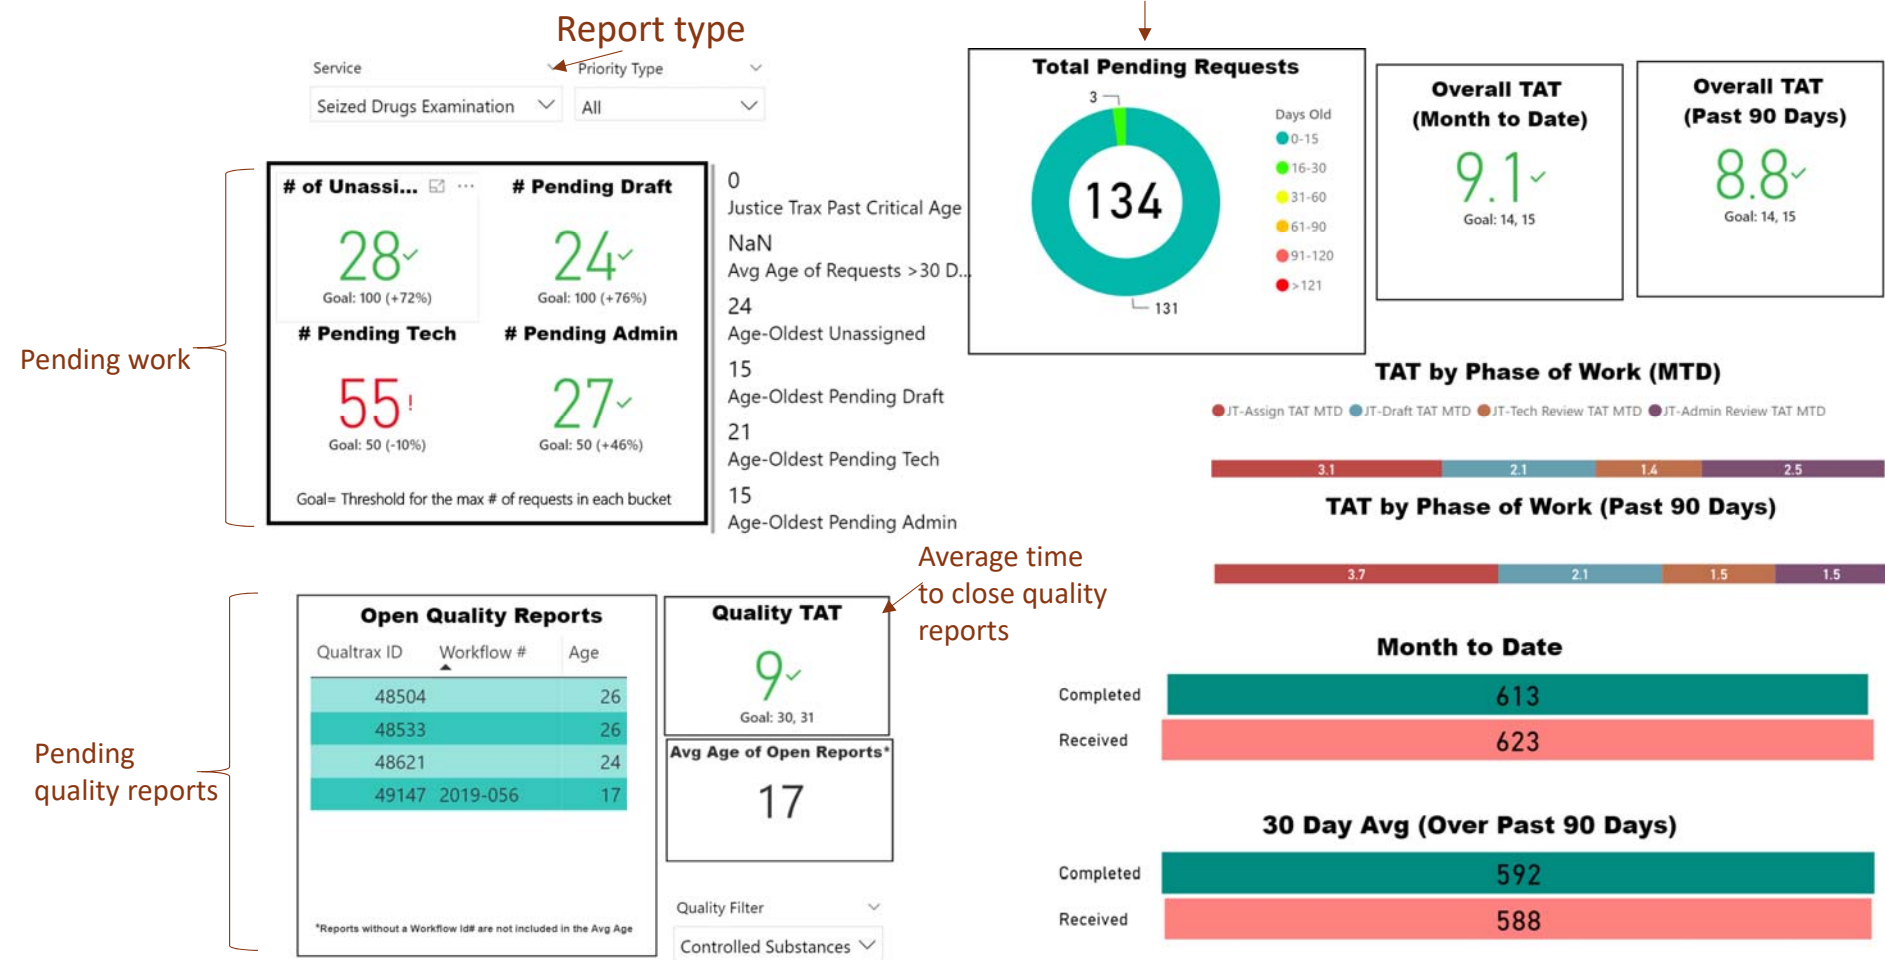 Report type
Service
Priority Type
Seized Drugs Examination
All
Pending work
# of Unassi...
# Pending Draft
28
24
Goal: 100 (+72%)
Goal: 100 (+76%)
# Pending Tech
# Pending Admin
55!
27
Goal: 50 (-10%)
Goal: 50 (+46%)
Goal= Threshold for the max # of requests in each bucket
0
Justice Trax Past Critical Age
NaN
Avg Age of Requests >30 D...
24
Age-Oldest Unassigned
15
Age-Oldest Pending Draft
21
Age-Oldest Pending Tech
15
Age-Oldest Pending Admin
Total Pending Requests
3
134
131
Days Old
0-15
16-30
31-60
61-90
91-120
>121
Overall TAT
(Month to Date)
9.1
Goal: 14, 15
Overall TAT
(Past 90 Days)
8.8
Goal: 14, 15
TAT by Phase of Work (MTD)
JT-Assign TAT MTD JT-Draft TAT MTD JT-Tech Review TAT MTD JT-Admin Review TAT MTD
3.1 2.1 1.4 2.5
TAT by Phase of Work (Past 90 Days)
3.7 2.1 1.5 1.5
Pending
quality reports
Open Quality Reports
Qualtrax ID Workflow # Age
48504 26
48533 26
48621 24
49147 2019-056 17
*Reports without a Workflow Id# are not included in the Avg Age
Quality TAT
9
Goal: 30, 31
Average time
to close quality
reports
Avg Age of Open Reports*
17
Quality Filter
Controlled Substances
Month to Date
Completed 613
Received 623
30 Day Avg (Over Past 90 Days)
Completed 592
Received 588